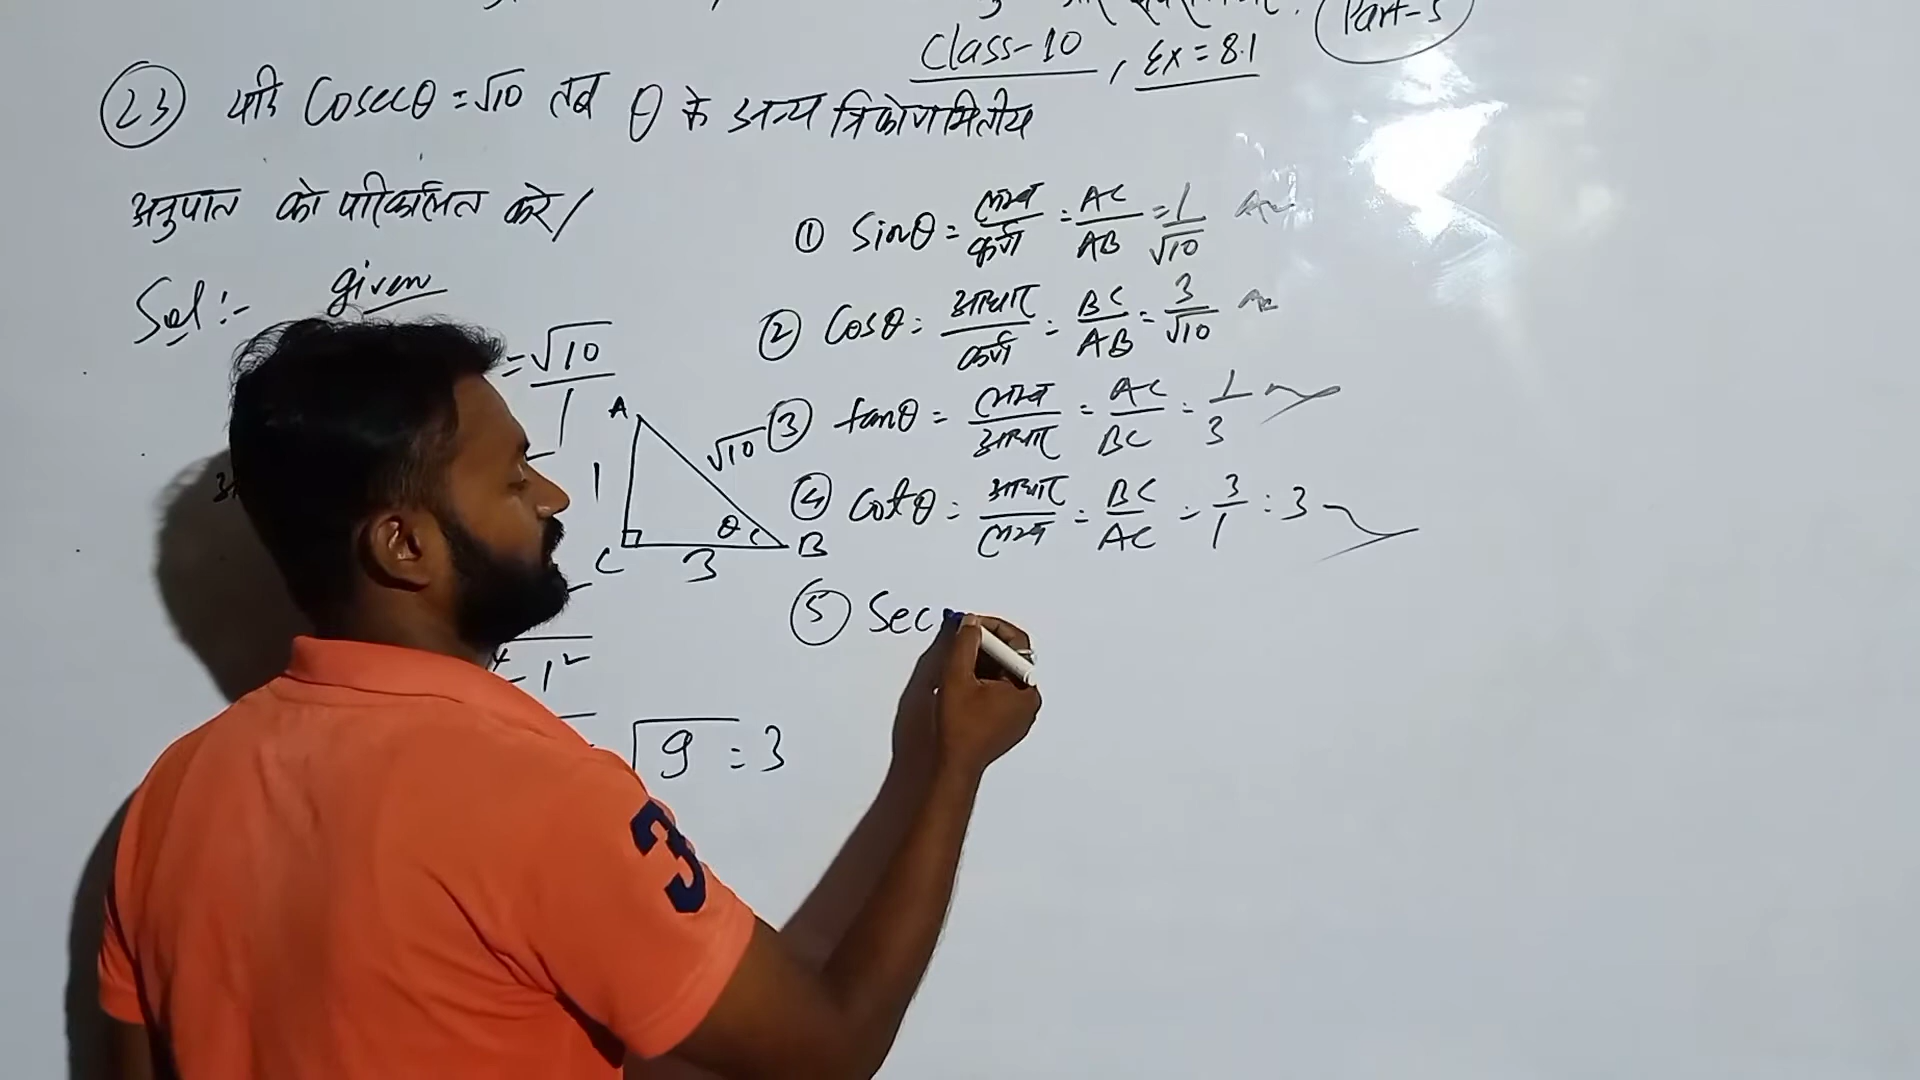 Part-5
Class-10, Ex = 8.1
(23) यदि Cosecθ = √10 तब θ के अन्य त्रिकोणमितीय
अनुपात को परिकलित करे।
Sol:- given
= √10/1
A
1
√10
θ
C
3
B
- 1²
√9 = 3
① Sinθ = लम्ब/कर्ण = AC/AB = 1/√10
② Cosθ = आधार/कर्ण = BC/AB = 3/√10
③ tanθ = लम्ब/आधार = AC/BC = 1/3
④ Cotθ = आधार/लम्ब = BC/AC = 3/1 = 3
⑤ Sec
3